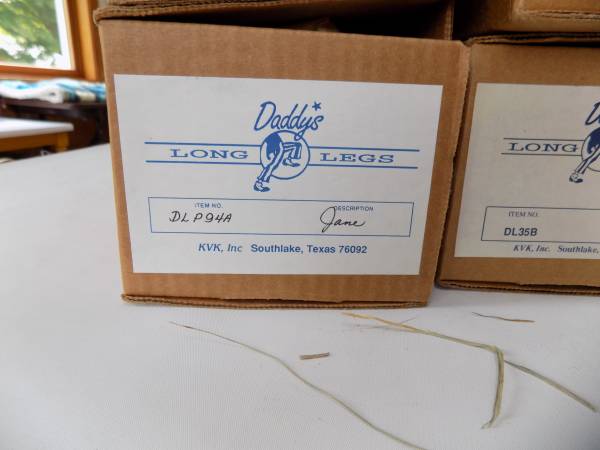 Daddy's
LONG LEGS
ITEM NO. DESCRIPTION
DLP94A Jane
KVK, Inc Southlake, Texas 76092
LONG
ITEM NO.
DL35B
KVK, Inc. Southlake,